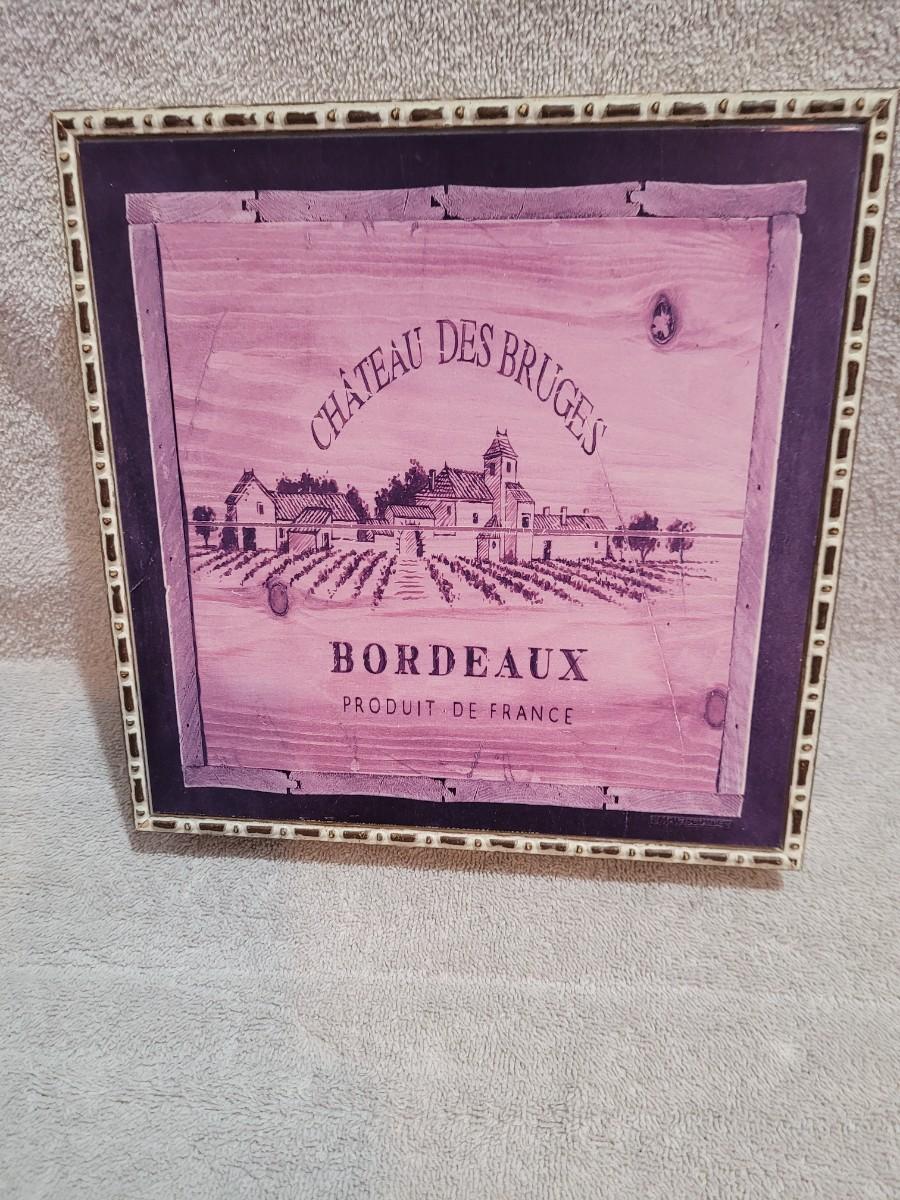 CHÂTEAU DES BRUGES
BORDEAUX
PRODUIT DE FRANCE